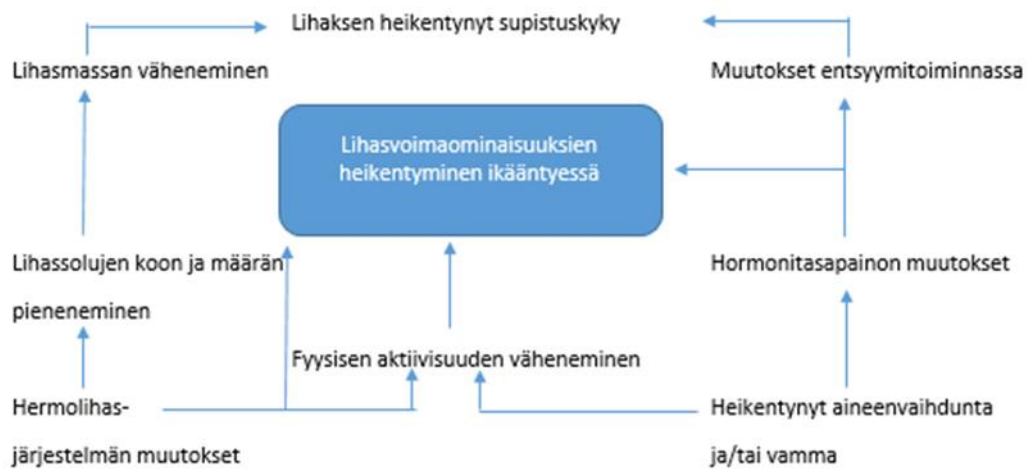 Lihaksen heikentynyt supistuskyky
Lihasmassan väheneminen
Muutokset entsyymitoiminnassa
Lihasvoimaominaisuuksien
heikentyminen ikääntyessä
Lihassolujen koon ja määrän
pieneneminen
Hormonitasapainon muutokset
Fyysisen aktiivisuuden väheneminen
Hermolihas-
järjestelmän muutokset
Heikentynyt aineenvaihdunta
ja/tai vamma